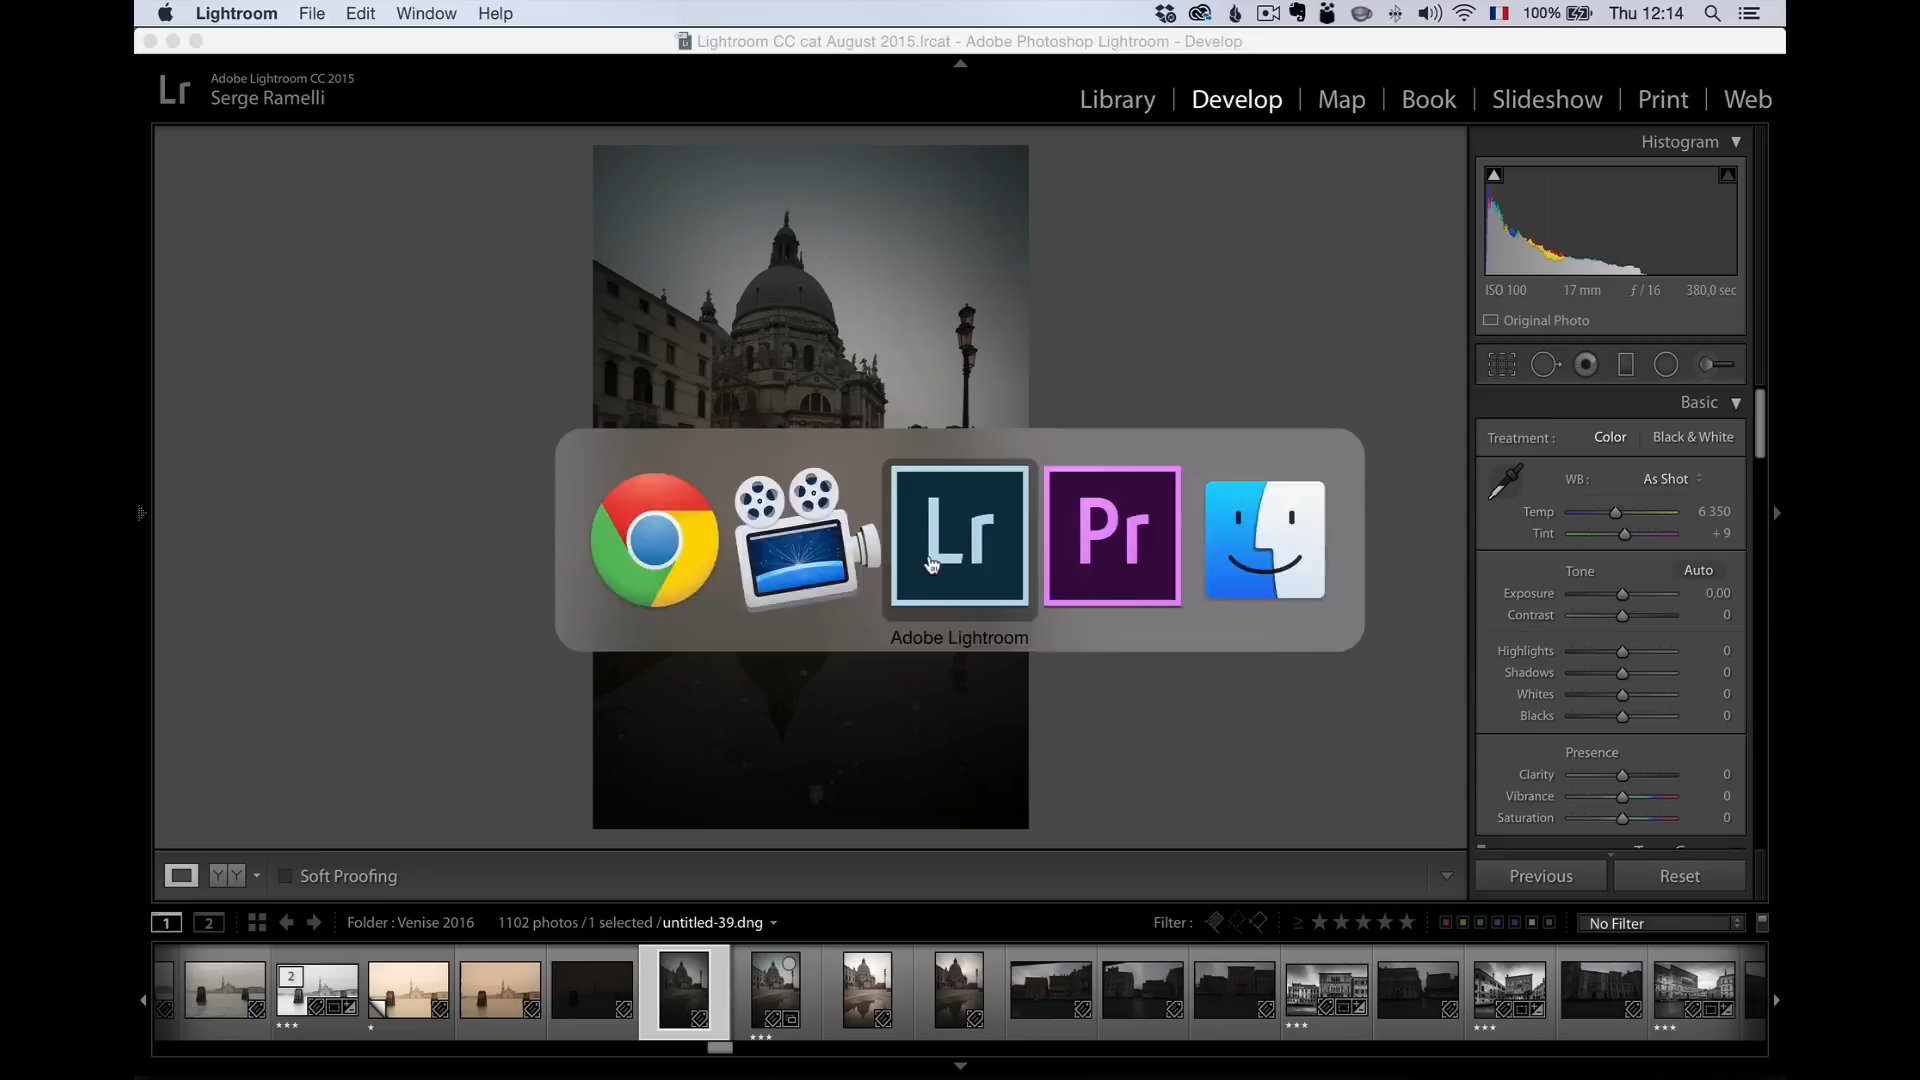 Lightroom File Edit Window Help 100% Thu 12:14
Lightroom CC cat August 2015.lrcat - Adobe Photoshop Lightroom - Develop
Lr Adobe Lightroom CC 2015
Serge Ramelli
Library Develop Map Book Slideshow Print Web
Histogram
ISO 100 17 mm ƒ / 16 380,0 sec
Original Photo
Basic
Treatment : Color Black & White
WB : As Shot
Temp 6 350
Tint + 9
Tone Auto
Exposure 0,00
Contrast 0
Highlights 0
Shadows 0
Whites 0
Blacks 0
Presence
Clarity 0
Vibrance 0
Saturation 0
Lr Pr
Adobe Lightroom
YY Soft Proofing
Previous Reset
1 2 Folder : Venise 2016 1102 photos / 1 selected / untitled-39.dng Filter : ≥ No Filter
2